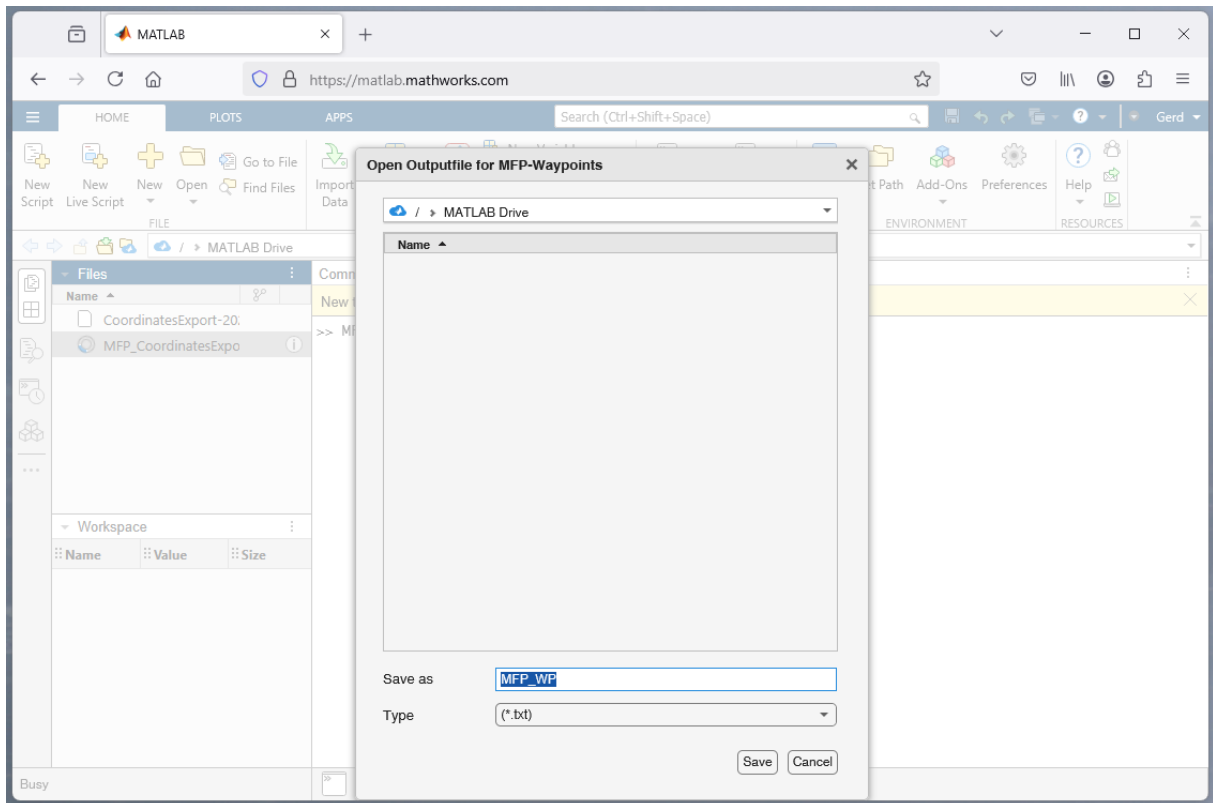 MATLAB
https://matlab.mathworks.com
HOME PLOTS APPS Search (Ctrl+Shift+Space) Gerd
New Script
New Live Script
New
Open
Go to File
Find Files
Import Data
FILE
Path Add-Ons Preferences Help
ENVIRONMENT RESOURCES
/ MATLAB Drive
Files
Name
CoordinatesExport-20
MFP_CoordinatesExpo
Workspace
Name Value Size
Busy
Comm
New
>> MF
Open Outputfile for MFP-Waypoints
/ MATLAB Drive
Name
Save as MFP_WP
Type (*.txt)
Save Cancel